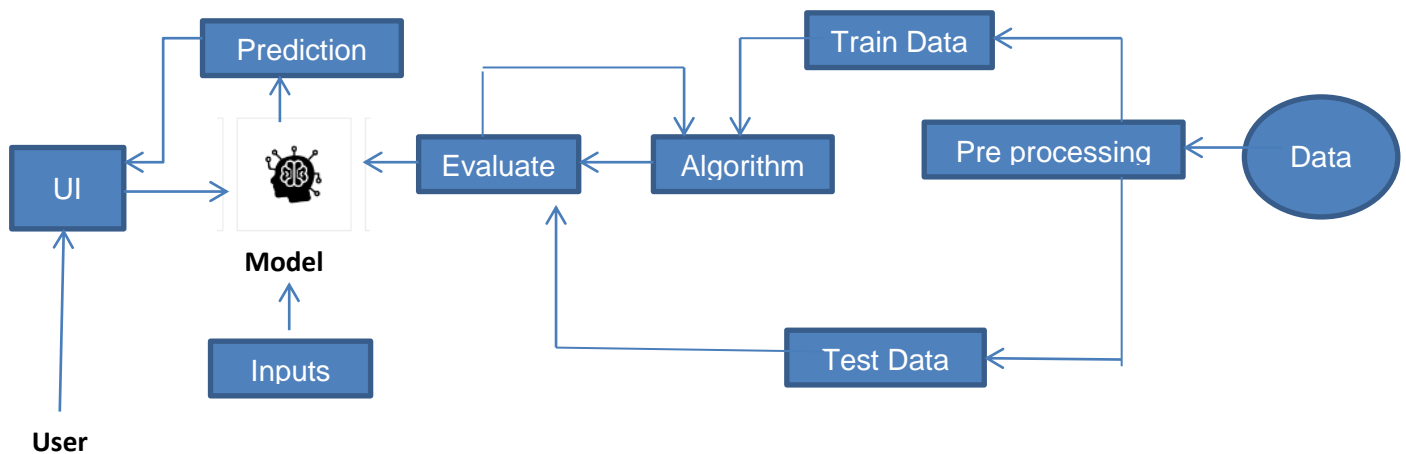 Prediction
Train Data
UI
Evaluate
Algorithm
Pre processing
Data
Model
Inputs
Test Data
User